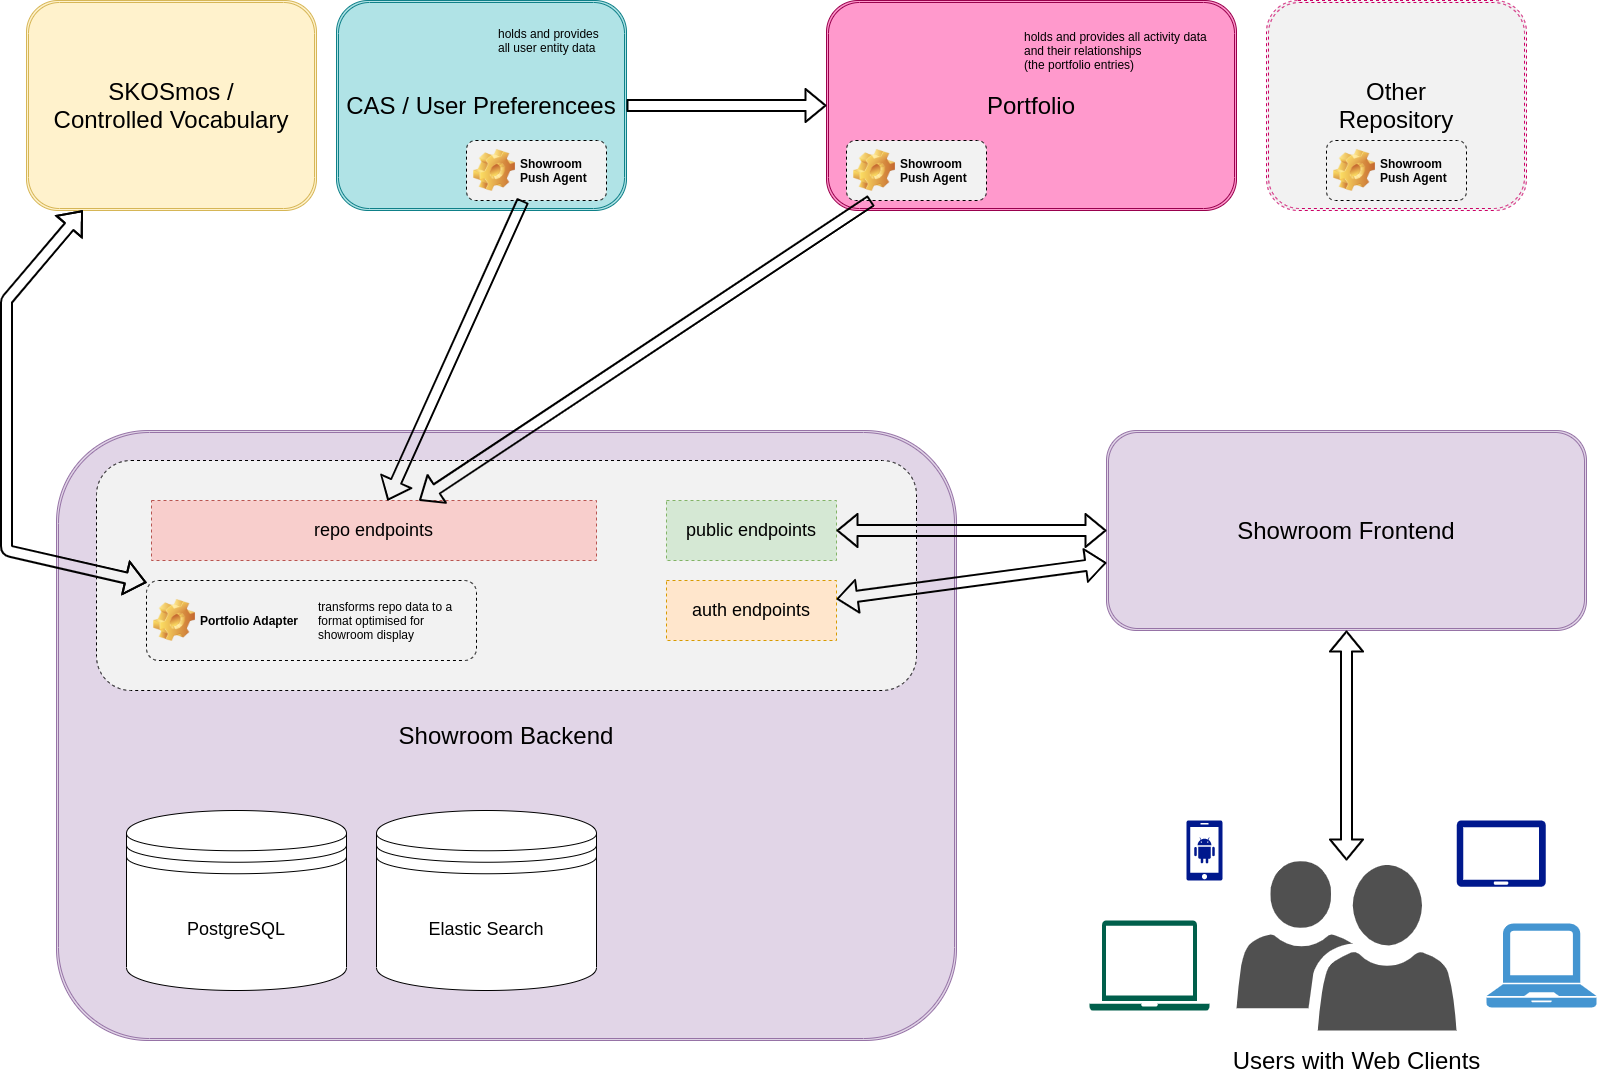 SKOSmos /
Controlled Vocabulary
holds and provides
all user entity data
CAS / User Preferencees
Showroom
Push Agent
holds and provides all activity data
and their relationships
(the portfolio entries)
Portfolio
Showroom
Push Agent
Other
Repository
Showroom
Push Agent
repo endpoints
public endpoints
Portfolio Adapter
transforms repo data to a
format optimised for
showroom display
auth endpoints
Showroom Backend
PostgreSQL
Elastic Search
Showroom Frontend
Users with Web Clients